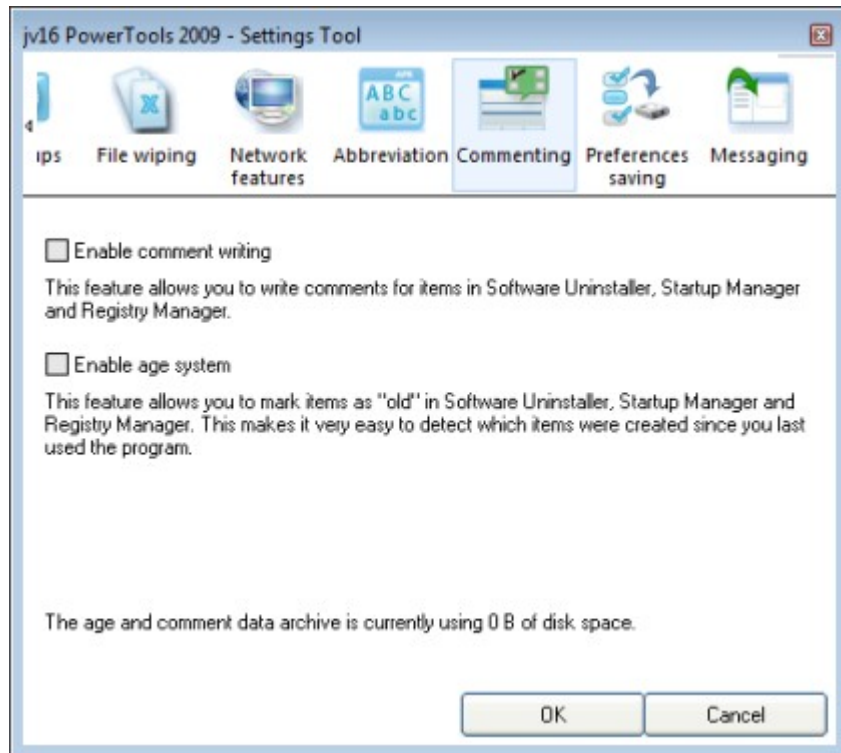 jv16 PowerTools 2009 - Settings Tool
ABC
abc
ups File wiping Network Abbreviation Commenting Preferences Messaging
features saving
Enable comment writing
This feature allows you to write comments for items in Software Uninstaller, Startup Manager
and Registry Manager.
Enable age system
This feature allows you to mark items as "old" in Software Uninstaller, Startup Manager and
Registry Manager. This makes it very easy to detect which items were created since you last
used the program.
The age and comment data archive is currently using 0 B of disk space.
OK Cancel